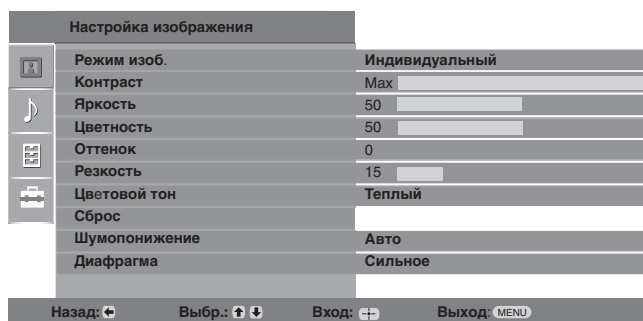 Настройка изображения
Режим изоб. Индивидуальный
Контраст Max
Яркость 50
Цветность 50
Оттенок 0
Резкость 15
Цветовой тон Теплый
Сброс
Шумопонижение Авто
Диафрагма Сильное
Назад: Выбр.: Вход: Выход: MENU